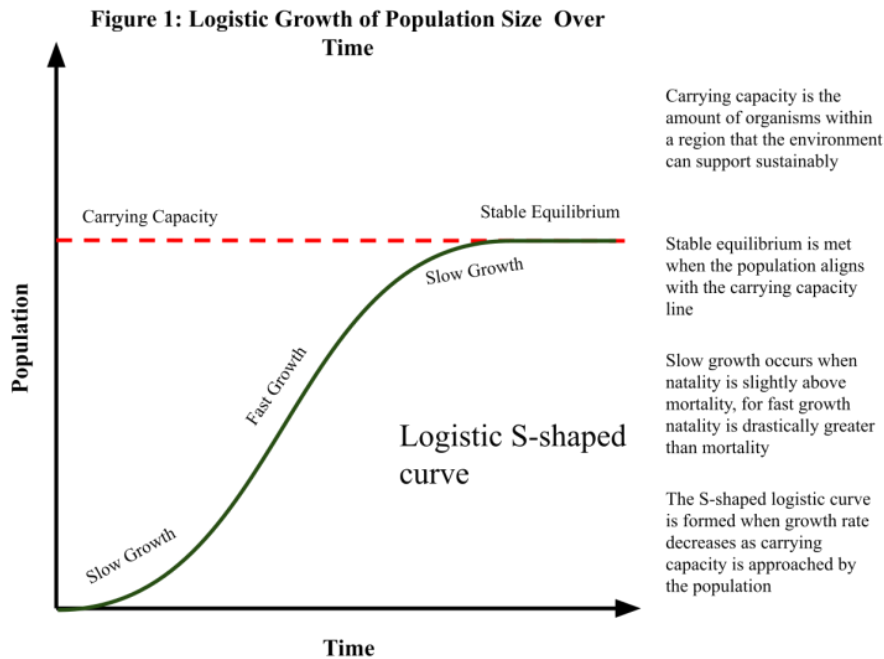 Figure 1: Logistic Growth of Population Size Over
Time
Carrying capacity is the
amount of organisms within
a region that the environment
can support sustainably
Carrying Capacity
Stable Equilibrium
Slow Growth
Stable equilibrium is met
when the population aligns
with the carrying capacity
line
Population
Fast Growth
Slow growth occurs when
natality is slightly above
mortality, for fast growth
natality is drastically greater
than mortality
Logistic S-shaped
curve
Slow Growth
The S-shaped logistic curve
is formed when growth rate
decreases as carrying
capacity is approached by
the population
Time